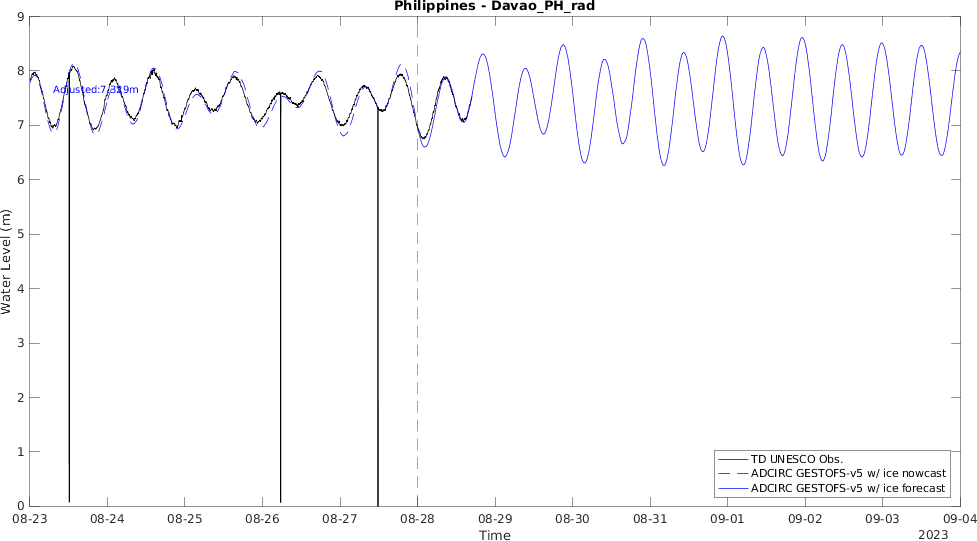 Philippines - Davao_PH_rad
9
8
7
6
5
4
3
2
1
0
Water Level (m)
Adjusted:7.329m
TD UNESCO Obs.
ADCIRC GESTOFS-v5 w/ ice nowcast
ADCIRC GESTOFS-v5 w/ ice forecast
08-23 08-24 08-25 08-26 08-27 08-28 08-29 08-30 08-31 09-01 09-02 09-03 09-04
Time
2023